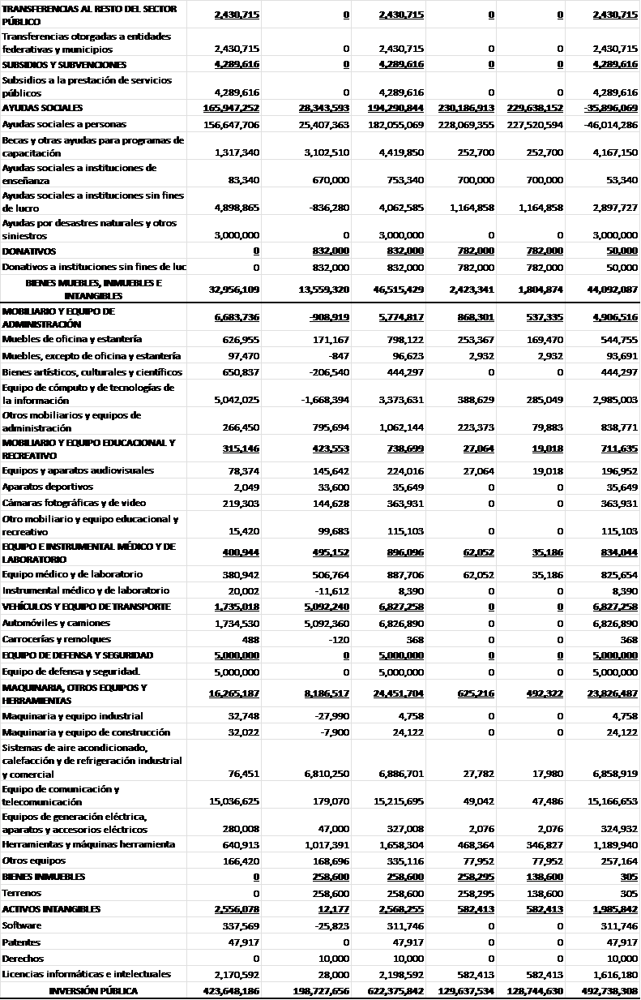 TRANSFERENCIAS AL RESTO DEL SECTOR
PÚBLICO 2,430,715 0 2,430,715 0 0 2,430,715
Transferencias otorgadas a entidades
federativas y municipios 2,430,715 0 2,430,715 0 0 2,430,715
SUBSIDIOS Y SUBVENCIONES 4,289,616 0 4,289,616 0 0 4,289,616
Subsidios a la prestación de servicios
públicos 4,289,616 0 4,289,616 0 0 4,289,616
AYUDAS SOCIALES 165,947,252 28,343,593 194,290,844 230,186,913 229,638,152 -35,896,069
Ayudas sociales a personas 156,647,706 25,407,363 182,055,069 228,069,355 227,520,594 -46,014,286
Becas y otras ayudas para programas de
capacitación 1,317,340 3,102,510 4,419,850 252,700 252,700 4,167,150
Ayudas sociales a instituciones de
enseñanza 83,340 670,000 753,340 700,000 700,000 53,340
Ayudas sociales a instituciones sin fines
de lucro 4,898,865 -836,280 4,062,585 1,164,858 1,164,858 2,897,727
Ayudas por desastres naturales y otros
siniestros 3,000,000 0 3,000,000 0 0 3,000,000
DONATIVOS 0 832,000 832,000 782,000 782,000 50,000
Donativos a instituciones sin fines de luc 0 832,000 832,000 782,000 782,000 50,000
BIENES MUEBLES, INMUEBLES E
INTANGIBLES 32,956,109 13,559,320 46,515,429 2,423,341 1,804,874 44,092,087
MOBILIARIO Y EQUIPO DE
ADMINISTRACIÓN 6,683,736 -908,919 5,774,817 868,301 537,335 4,906,516
Muebles de oficina y estantería 626,955 171,167 798,122 253,367 169,470 544,755
Muebles, excepto de oficina y estantería 97,470 -847 96,623 2,932 2,932 93,691
Bienes artísticos, culturales y científicos 650,837 -206,540 444,297 0 0 444,297
Equipo de cómputo y de tecnologías de
la información 5,042,025 -1,668,394 3,373,631 388,629 285,049 2,985,003
Otros mobiliarios y equipos de
administración 266,450 795,694 1,062,144 223,373 79,883 838,771
MOBILIARIO Y EQUIPO EDUCACIONAL Y
RECREATIVO 315,146 423,553 738,699 27,064 19,018 711,635
Equipos y aparatos audiovisuales 78,374 145,642 224,016 27,064 19,018 196,952
Aparatos deportivos 2,049 33,600 35,649 0 0 35,649
Cámaras fotográficas y de video 219,303 144,628 363,931 0 0 363,931
Otro mobiliario y equipo educacional y
recreativo 15,420 99,683 115,103 0 0 115,103
EQUIPO E INSTRUMENTAL MÉDICO Y DE
LABORATORIO 400,944 495,152 896,096 62,052 35,186 834,044
Equipo médico y de laboratorio 380,942 506,764 887,706 62,052 35,186 825,654
Instrumental médico y de laboratorio 20,002 -11,612 8,390 0 0 8,390
VEHÍCULOS Y EQUIPO DE TRANSPORTE 1,735,018 5,092,240 6,827,258 0 0 6,827,258
Automóviles y camiones 1,734,530 5,092,360 6,826,890 0 0 6,826,890
Carrocerías y remolques 488 -120 368 0 0 368
EQUIPO DE DEFENSA Y SEGURIDAD 5,000,000 0 5,000,000 0 0 5,000,000
Equipo de defensa y seguridad. 5,000,000 0 5,000,000 0 0 5,000,000
MAQUINARIA, OTROS EQUIPOS Y
HERRAMIENTAS 16,265,187 8,186,517 24,451,704 625,216 492,322 23,826,487
Maquinaria y equipo industrial 32,748 -27,990 4,758 0 0 4,758
Maquinaria y equipo de construcción 32,022 -7,900 24,122 0 0 24,122
Sistemas de aire acondicionado,
calefacción y de refrigeración industrial
y comercial 76,451 6,810,250 6,886,701 27,782 17,980 6,858,919
Equipo de comunicación y
telecomunicación 15,036,625 179,070 15,215,695 49,042 47,486 15,166,653
Equipos de generación eléctrica,
aparatos y accesorios eléctricos 280,008 47,000 327,008 2,076 2,076 324,932
Herramientas y máquinas herramienta 640,913 1,017,391 1,658,304 468,364 346,827 1,189,940
Otros equipos 166,420 168,696 335,116 77,952 77,952 257,164
BIENES INMUEBLES 0 258,600 258,600 258,295 138,600 305
Terrenos 0 258,600 258,600 258,295 138,600 305
ACTIVOS INTANGIBLES 2,556,078 12,177 2,568,255 582,413 582,413 1,985,842
Software 337,569 -25,823 311,746 0 0 311,746
Patentes 47,917 0 47,917 0 0 47,917
Derechos 0 10,000 10,000 0 0 10,000
Licencias informáticas e intelectuales 2,170,592 28,000 2,198,592 582,413 582,413 1,616,180
INVERSIÓN PÚBLICA 423,648,186 198,727,656 622,375,842 129,637,534 128,744,630 492,738,308